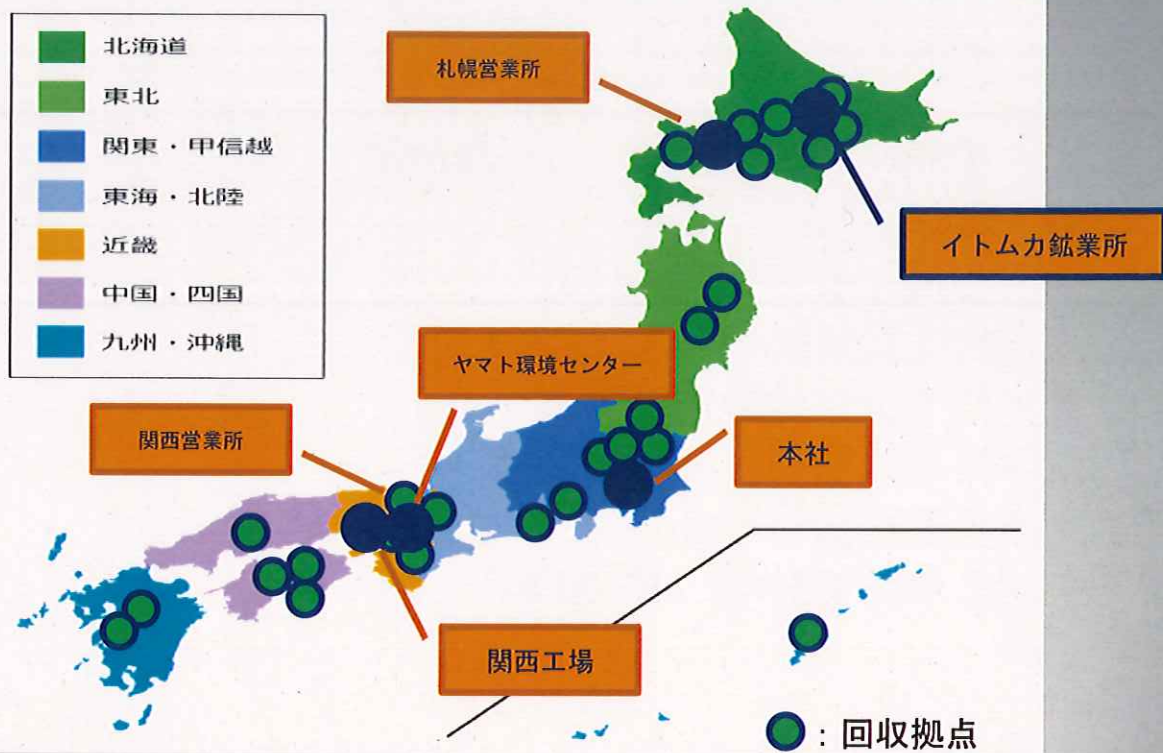 北海道
東北
関東・甲信越
東海・北陸
近畿
中国・四国
九州・沖縄
札幌営業所
イトムカ鉱業所
ヤマト環境センター
関西営業所
本社
関西工場
：回収拠点